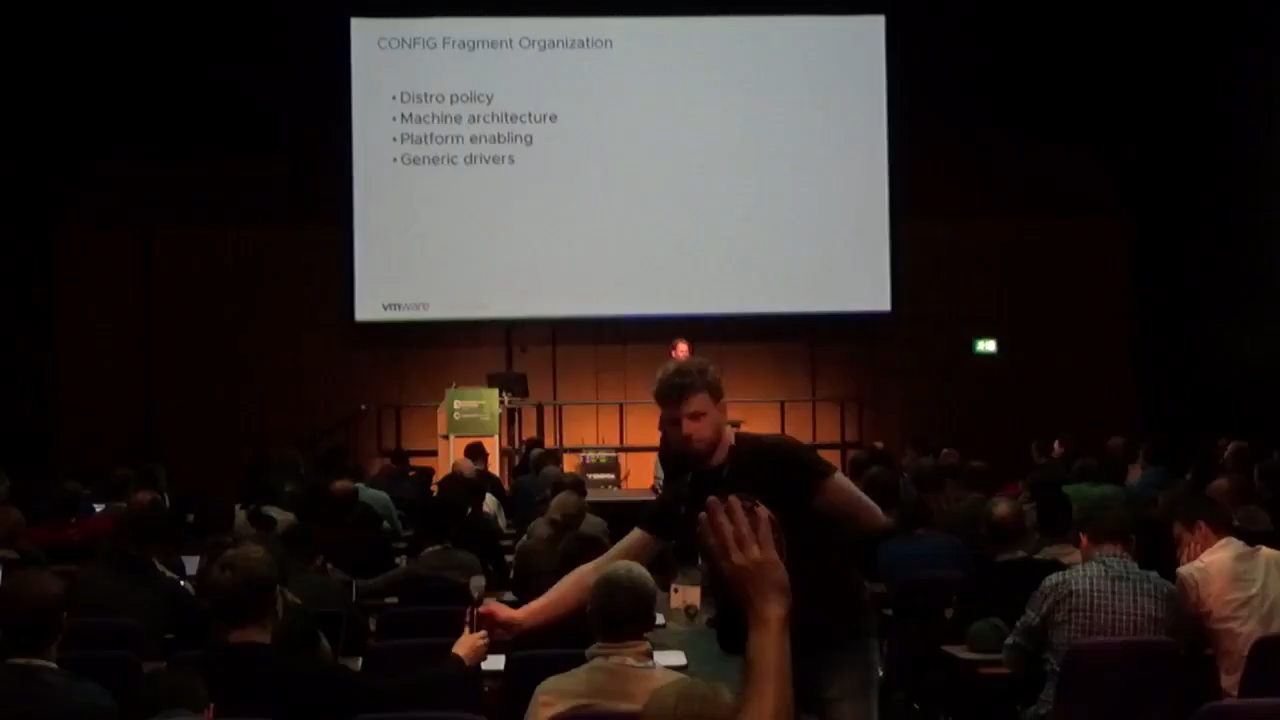 CONFIG Fragment Organization
• Distro policy
• Machine architecture
• Platform enabling
• Generic drivers
vmware